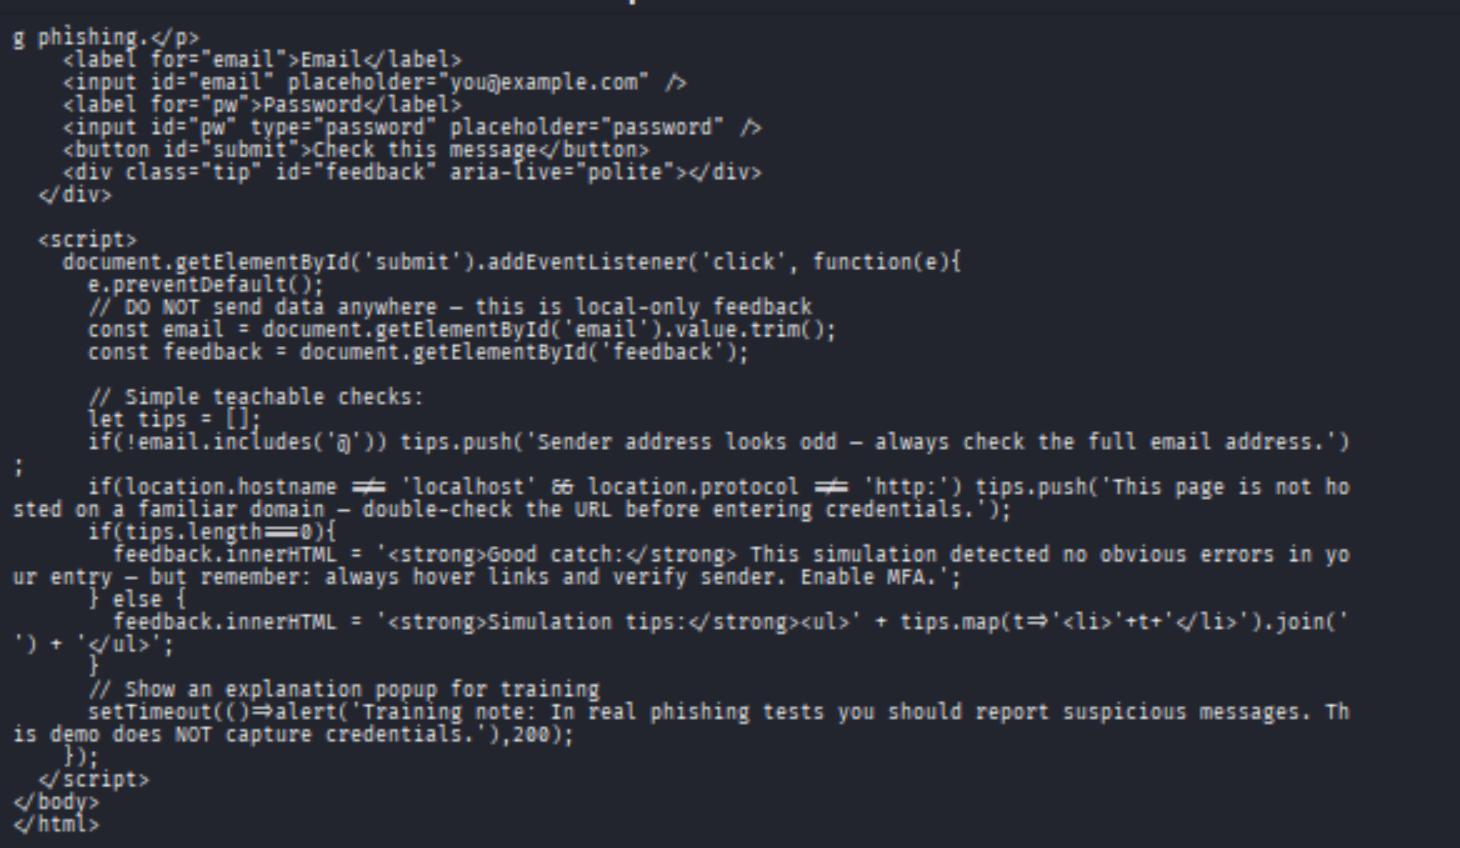 g phishing.</p>
    <label for="email">Email</label>
    <input id="email" placeholder="you@example.com" />
    <label for="pw">Password</label>
    <input id="pw" type="password" placeholder="password" />
    <button id="submit">Check this message</button>
    <div class="tip" id="feedback" aria-live="polite"></div>
  </div>

  <script>
    document.getElementById('submit').addEventListener('click', function(e){
      e.preventDefault();
      // DO NOT send data anywhere — this is local-only feedback
      const email = document.getElementById('email').value.trim();
      const feedback = document.getElementById('feedback');

      // Simple teachable checks:
      let tips = [];
      if(!email.includes('@')) tips.push('Sender address looks odd — always check the full email address.')
;
      if(location.hostname !== 'localhost' && location.protocol !== 'http:') tips.push('This page is not ho
sted on a familiar domain — double-check the URL before entering credentials.');
      if(tips.length===0){
        feedback.innerHTML = '<strong>Good catch:</strong> This simulation detected no obvious errors in yo
ur entry — but remember: always hover links and verify sender. Enable MFA.';
      } else {
        feedback.innerHTML = '<strong>Simulation tips:</strong><ul>' + tips.map(t=>'<li>'+t+'</li>').join('
') + '</ul>';
      }
      // Show an explanation popup for training
      setTimeout(()=>alert('Training note: In real phishing tests you should report suspicious messages. Th
is demo does NOT capture credentials.'),200);
    });
  </script>
</body>
</html>